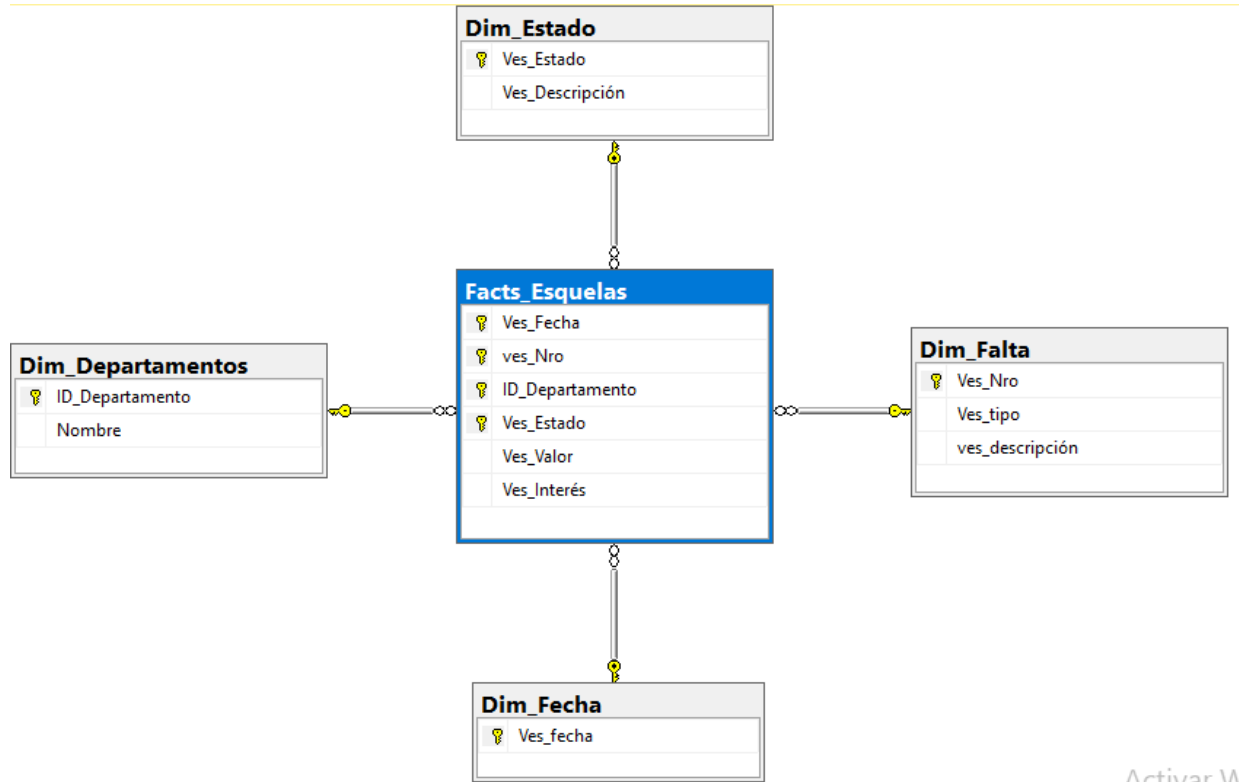 Dim_Estado
Ves_Estado
Ves_Descripción
Facts_Esquelas
Ves_Fecha
ves_Nro
ID_Departamento
Ves_Estado
Ves_Valor
Ves_Interés
Dim_Departamentos
ID_Departamento
Nombre
Dim_Falta
Ves_Nro
Ves_tipo
ves_descripción
Dim_Fecha
Ves_fecha
Activar W